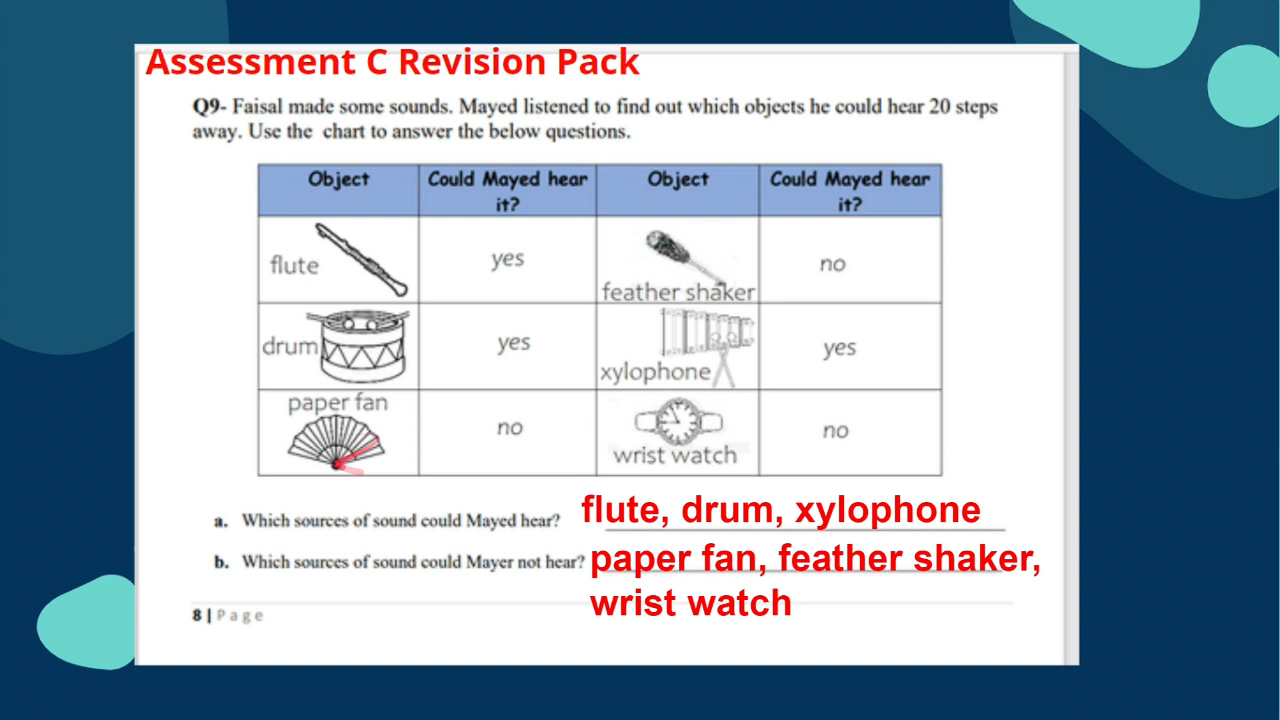 Assessment C Revision Pack
Q9- Faisal made some sounds. Mayed listened to find out which objects he could hear 20 steps
away. Use the chart to answer the below questions.
Object
Could Mayed hear
it?
Object
Could Mayed hear
it?
flute
yes
feather shaker
no
drum
yes
xylophone
yes
paper fan
no
wrist watch
no
a. Which sources of sound could Mayed hear? flute, drum, xylophone
b. Which sources of sound could Mayer not hear? paper fan, feather shaker,
wrist watch
8 | Page